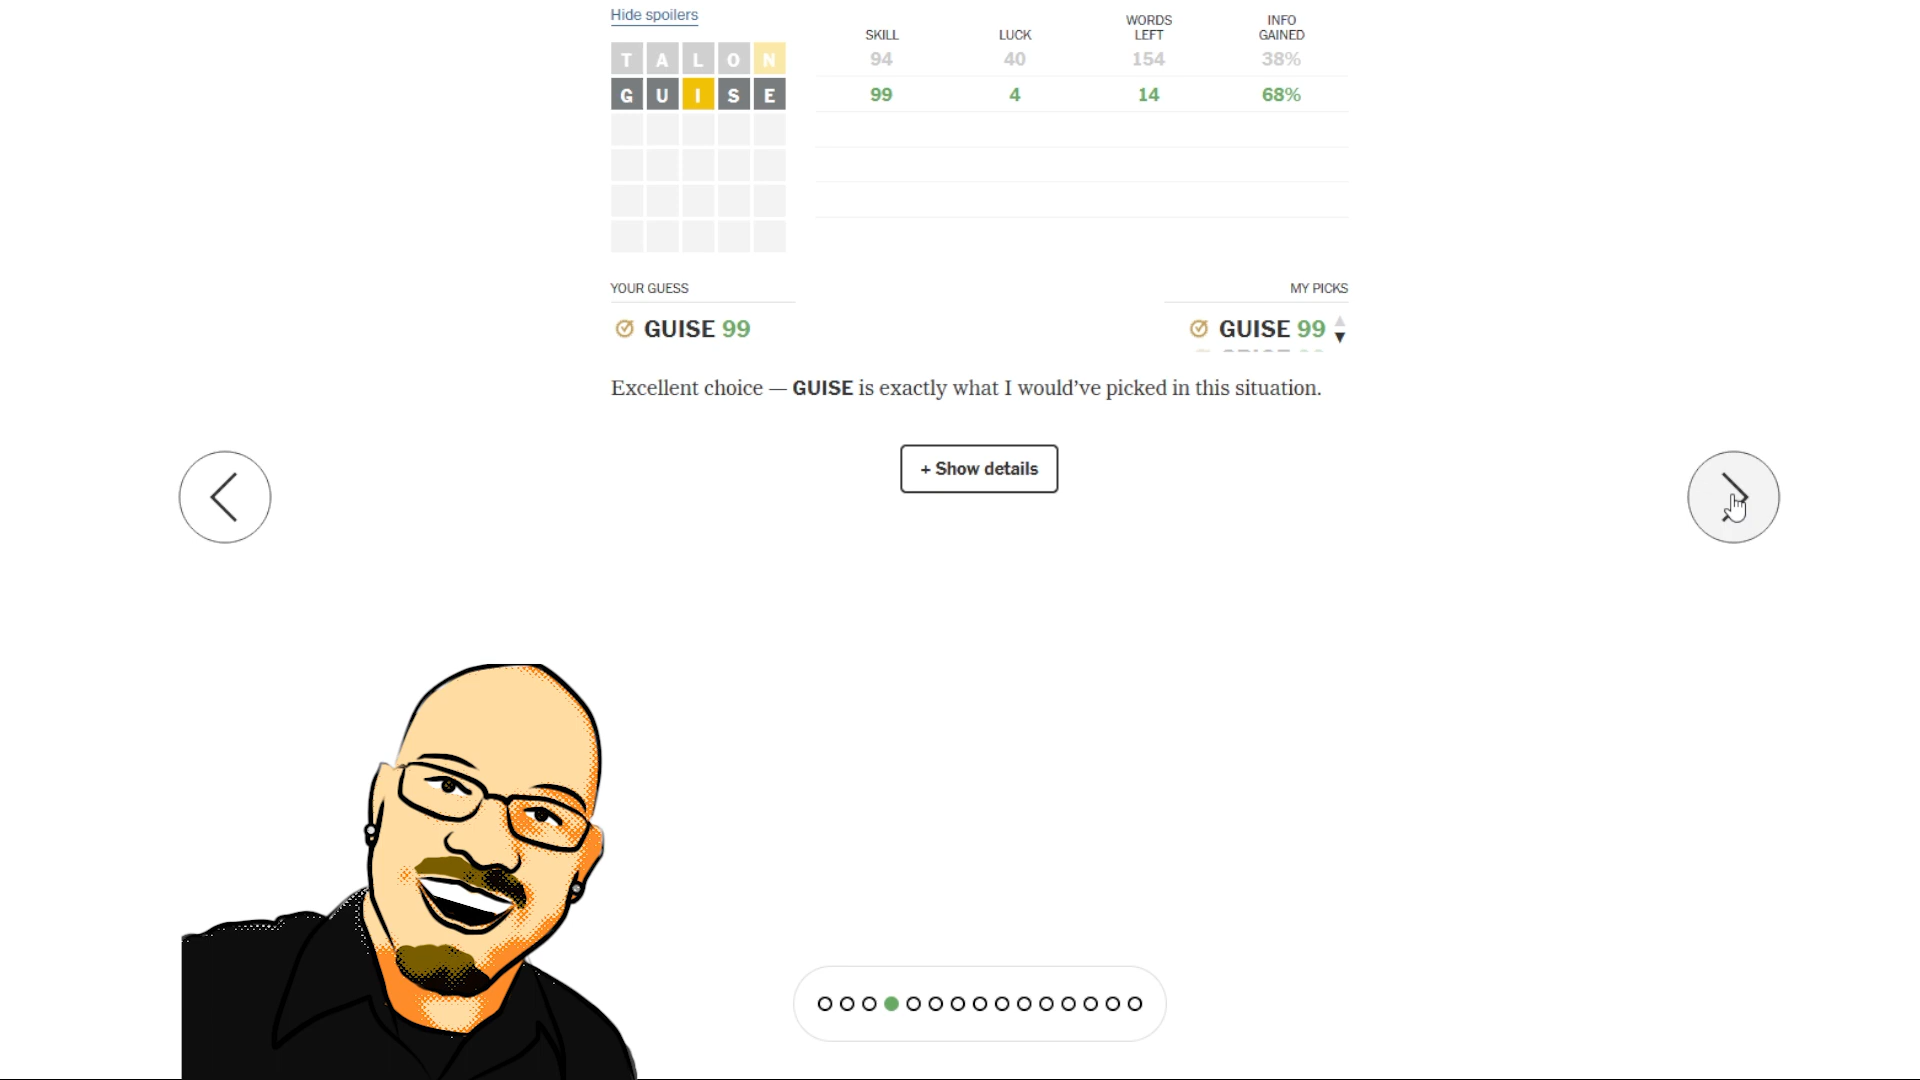 Hide spoilers
SKILL LUCK WORDS LEFT INFO GAINED
T A L O N 94 40 154 38%
G U I S E 99 4 14 68%
YOUR GUESS MY PICKS
GUISE 99 GUISE 99
Excellent choice — GUISE is exactly what I would’ve picked in this situation.
+ Show details